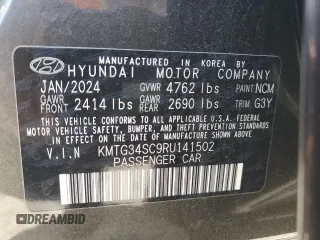 MANUFACTURED IN KOREA BY
HYUNDAI MOTOR COMPANY
JAN/2024 GVWR 4762 lbs PAINT NCM
GAWR FRONT 2414 lbs GAWR REAR 2690 lbs TRIM G3Y
THIS VEHICLE CONFORMS TO ALL APPLICABLE
U.S. FEDERAL MOTOR VEHICLE SAFETY, BUMPER, AND
THEFT PREVENTION STANDARDS IN EFFECT ON THE DATE
OF MANUFACTURE SHOWN ABOVE.
V.I.N KMTG34SC9RU141502
PASSENGER CAR
DREAMBID